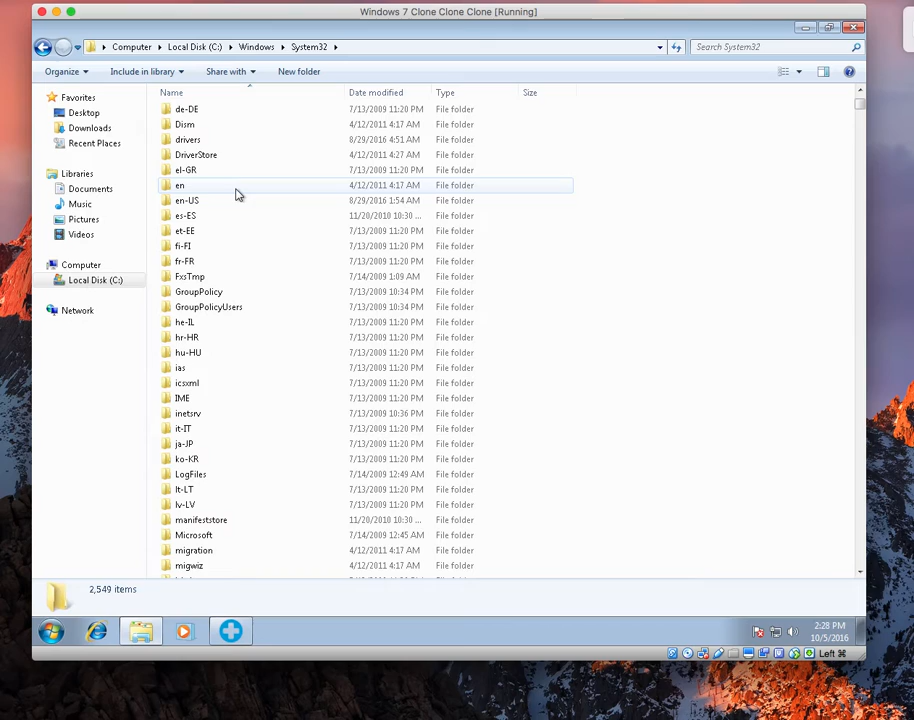 Windows 7 Clone Clone Clone [Running]
Computer ▸ Local Disk (C:) ▸ Windows ▸ System32 ▸
Search System32
Organize ▾ Include in library ▾ Share with ▾ New folder
Name Date modified Type Size
Favorites
Desktop
Downloads
Recent Places
Libraries
Documents
Music
Pictures
Videos
Computer
Local Disk (C:)
Network
de-DE 7/13/2009 11:20 PM File folder
Dism 4/12/2011 4:17 AM File folder
drivers 8/29/2016 4:51 AM File folder
DriverStore 4/12/2011 4:27 AM File folder
el-GR 7/13/2009 11:20 PM File folder
en 4/12/2011 4:17 AM File folder
en-US 8/29/2016 1:54 AM File folder
es-ES 11/20/2010 10:30 ... File folder
et-EE 7/13/2009 11:20 PM File folder
fi-FI 7/13/2009 11:20 PM File folder
fr-FR 7/13/2009 11:20 PM File folder
FxsTmp 7/14/2009 1:09 AM File folder
GroupPolicy 7/13/2009 10:34 PM File folder
GroupPolicyUsers 7/13/2009 10:34 PM File folder
he-IL 7/13/2009 11:20 PM File folder
hr-HR 7/13/2009 11:20 PM File folder
hu-HU 7/13/2009 11:20 PM File folder
ias 7/13/2009 11:20 PM File folder
icsxml 7/13/2009 11:20 PM File folder
IME 7/13/2009 11:20 PM File folder
inetsrv 7/13/2009 10:36 PM File folder
it-IT 7/13/2009 11:20 PM File folder
ja-JP 7/13/2009 11:20 PM File folder
ko-KR 7/13/2009 11:20 PM File folder
LogFiles 7/14/2009 12:49 AM File folder
lt-LT 7/13/2009 11:20 PM File folder
lv-LV 7/13/2009 11:20 PM File folder
manifeststore 11/20/2010 10:30 ... File folder
Microsoft 7/14/2009 12:45 AM File folder
migration 4/12/2011 4:17 AM File folder
migwiz 4/12/2011 4:17 AM File folder
2,549 items
2:28 PM
10/5/2016
Left ⌘